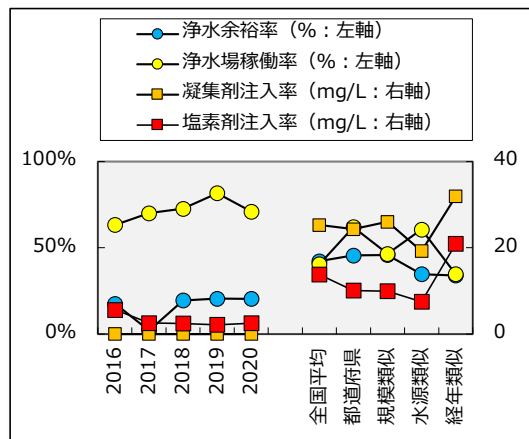 浄水余裕率（%：左軸）
浄水場稼働率（%：左軸）
凝集剤注入率（mg/L：右軸）
塩素剤注入率（mg/L：右軸）
100%
50%
0%
40
20
0
2016
2017
2018
2019
2020
全国平均
都道府県
規模類似
水源類似
経年類似